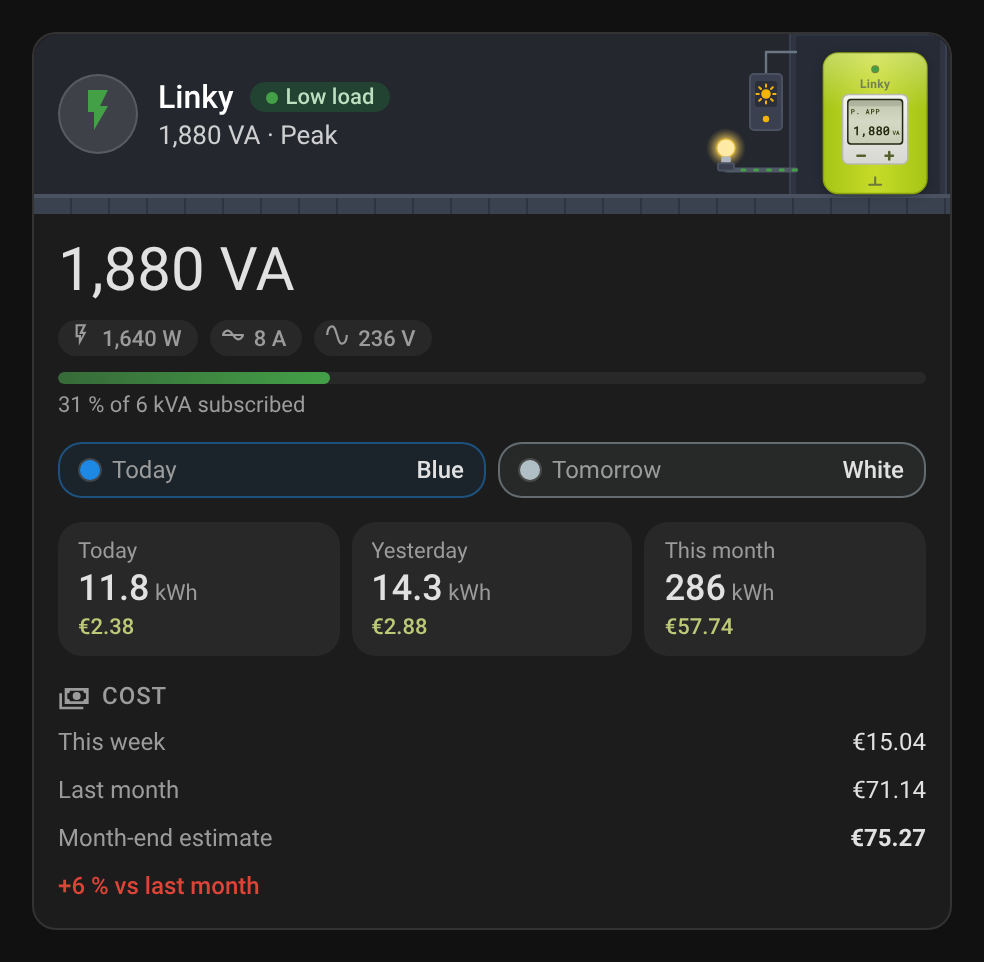 Linky
Low load
1,880 VA · Peak
Linky
P. APP
1,880 VA
1,880 VA
1,640 W
8 A
236 V
31 % of 6 kVA subscribed
Today
Blue
Tomorrow
White
Today
11.8 kWh
€2.38
Yesterday
14.3 kWh
€2.88
This month
286 kWh
€57.74
COST
This week
€15.04
Last month
€71.14
Month-end estimate
€75.27
+6 % vs last month